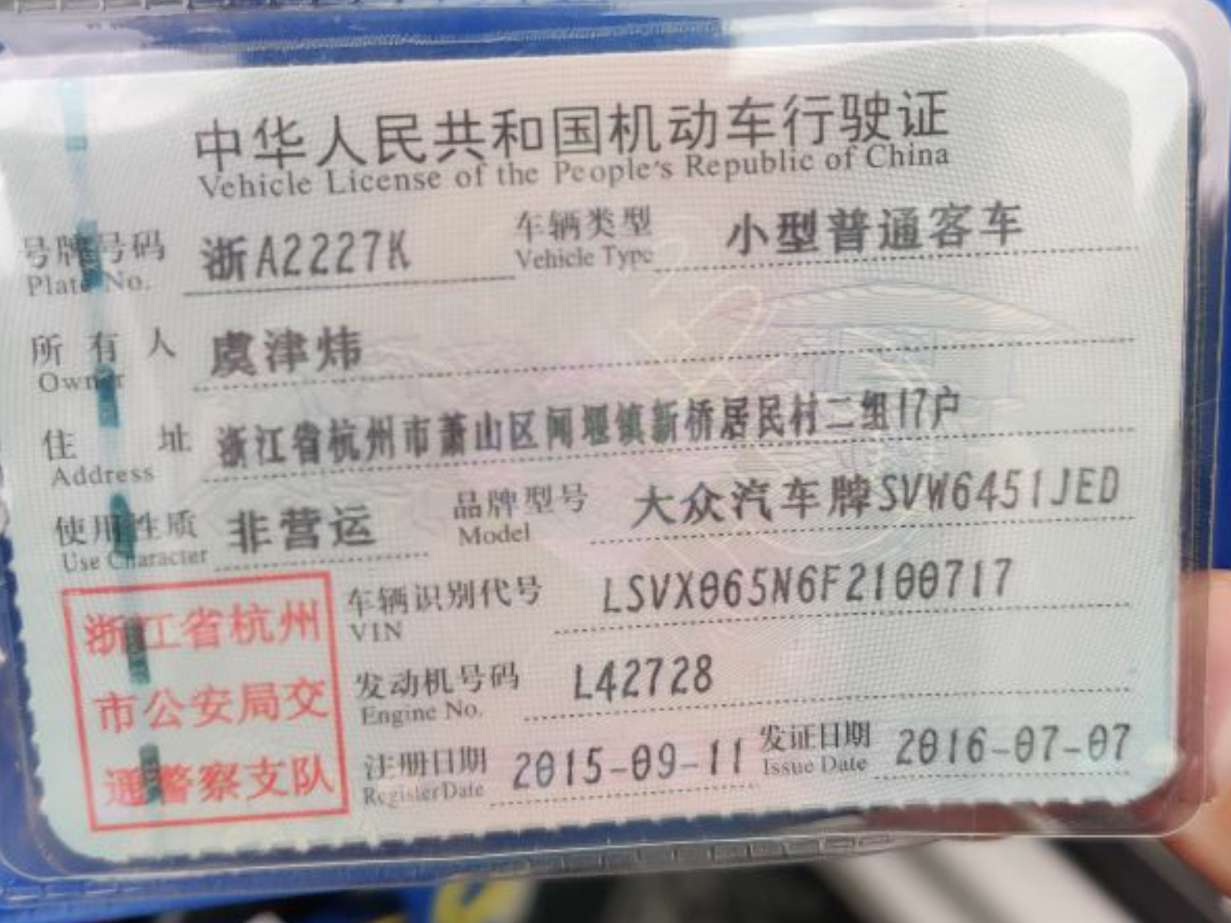 中华人民共和国机动车行驶证
Vehicle License of the People's Republic of China
号牌号码 浙A2227K 车辆类型 小型普通客车
Plate No. Vehicle Type
所有人 虞津炜
Owner
住址 浙江省杭州市萧山区闻堰镇新桥居民村二组17户
Address
使用性质 非营运 品牌型号 大众汽车牌SVW6451JED
Use Character Model
浙江省杭州 车辆识别代号 LSVX065N6F2100717
VIN
市公安局交 发动机号码 L42728
Engine No.
通警察支队 注册日期 2015-09-11 发证日期 2016-07-07
Register Date Issue Date